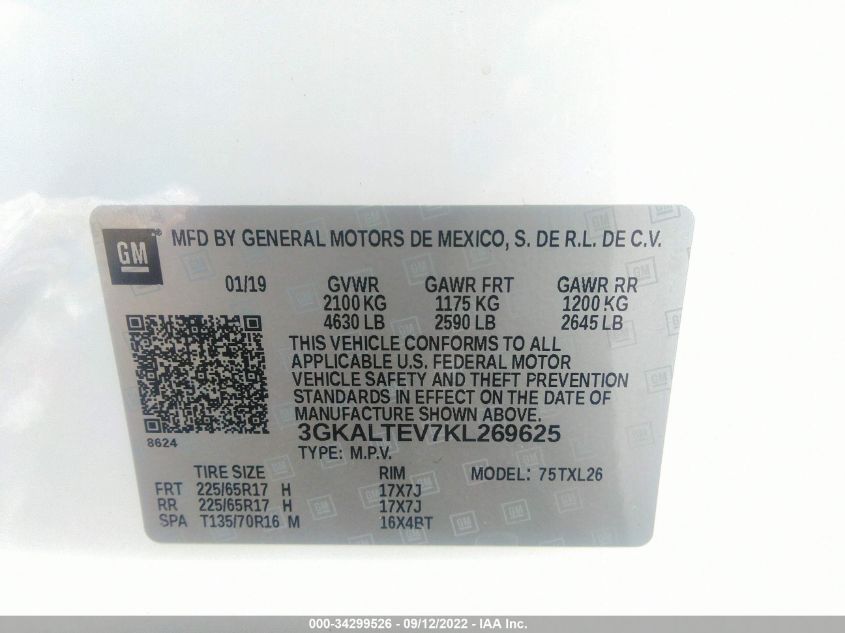 GM
MFD BY GENERAL MOTORS DE MEXICO, S. DE R.L. DE C.V.
01/19 GVWR GAWR FRT GAWR RR
2100 KG 1175 KG 1200 KG
4630 LB 2590 LB 2645 LB
THIS VEHICLE CONFORMS TO ALL
APPLICABLE U.S. FEDERAL MOTOR
VEHICLE SAFETY AND THEFT PREVENTION
STANDARDS IN EFFECT ON THE DATE OF
MANUFACTURE SHOWN ABOVE.
8624
3GKALTEV7KL269625
TYPE: M.P.V.
TIRE SIZE RIM MODEL: 75TXL26
FRT 225/65R17 H 17X7J
RR 225/65R17 H 17X7J
SPA T135/70R16 M 16X4BT
000-34299526 - 09/12/2022 - IAA Inc.